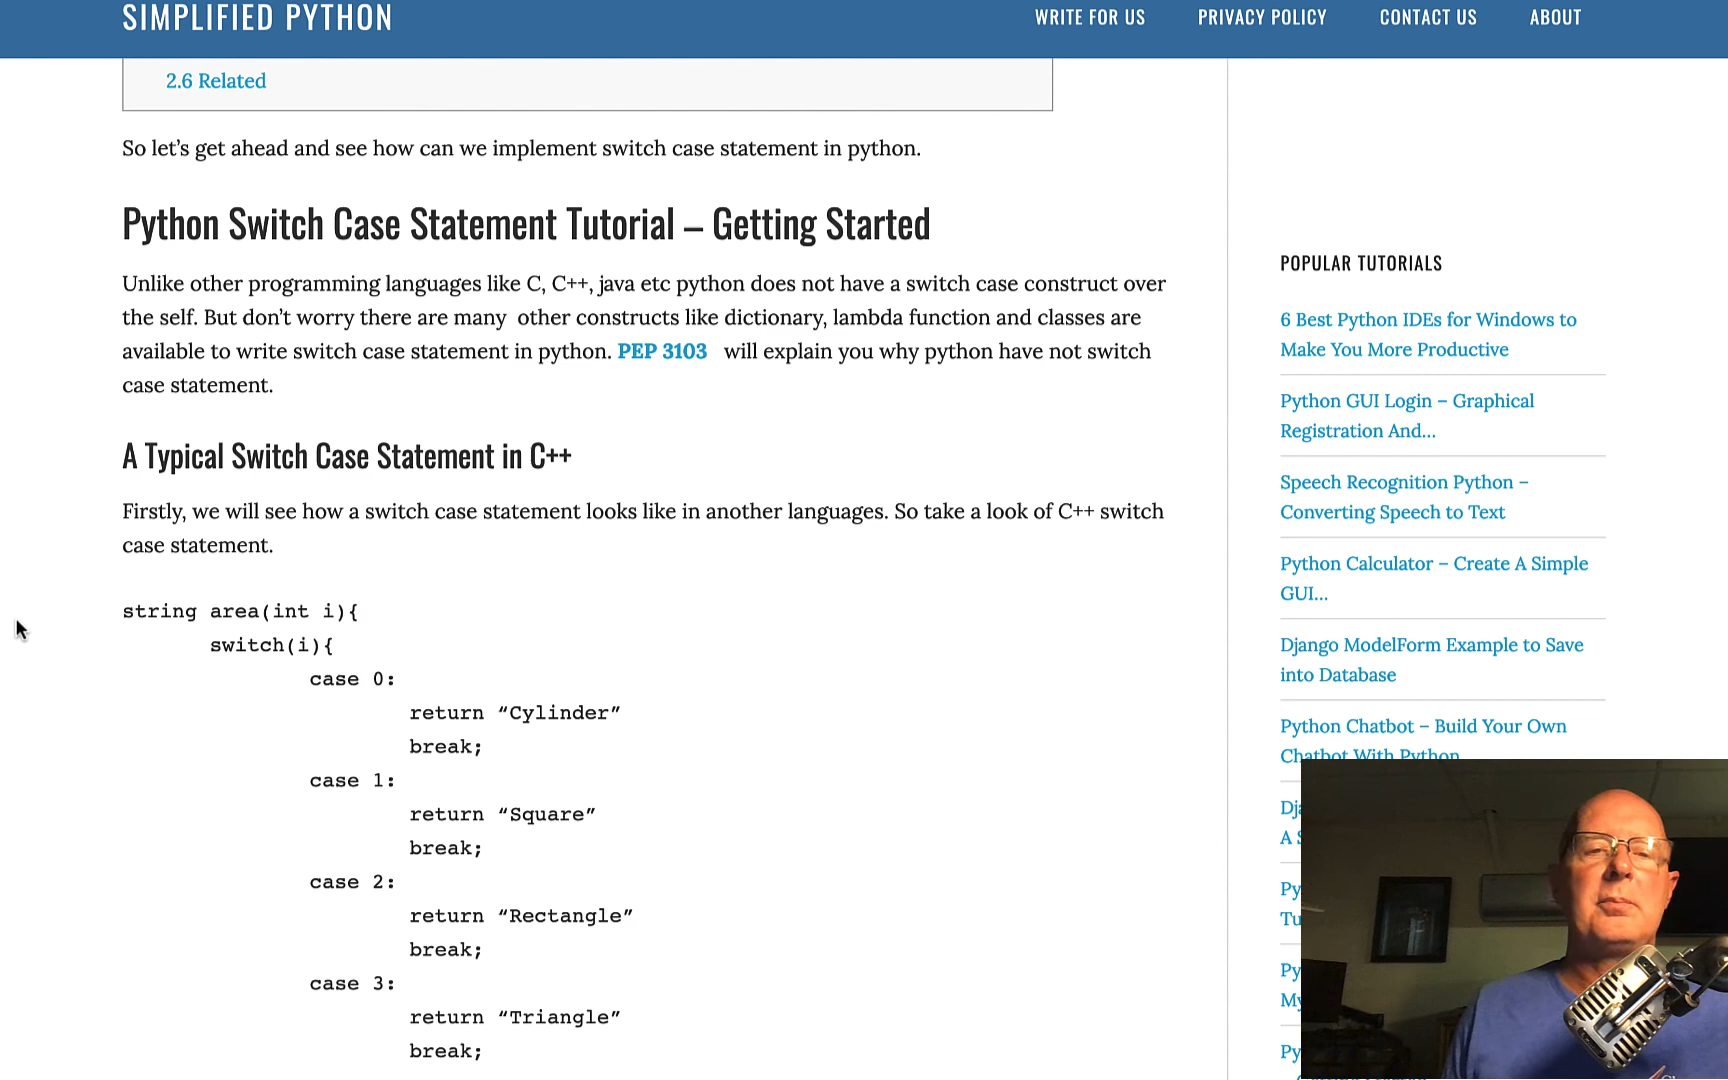 SIMPLIFIED PYTHON
WRITE FOR US
PRIVACY POLICY
CONTACT US
ABOUT
2.6 Related
So let’s get ahead and see how can we implement switch case statement in python.
Python Switch Case Statement Tutorial – Getting Started
Unlike other programming languages like C, C++, java etc python does not have a switch case construct over
the self. But don’t worry there are many  other constructs like dictionary, lambda function and classes are
available to write switch case statement in python. PEP 3103   will explain you why python have not switch
case statement.
A Typical Switch Case Statement in C++
Firstly, we will see how a switch case statement looks like in another languages. So take a look of C++ switch
case statement.
string area(int i){
switch(i){
case 0:
return “Cylinder”
break;
case 1:
return “Square”
break;
case 2:
return “Rectangle”
break;
case 3:
return “Triangle”
break;
POPULAR TUTORIALS
6 Best Python IDEs for Windows to
Make You More Productive
Python GUI Login – Graphical
Registration And...
Speech Recognition Python –
Converting Speech to Text
Python Calculator – Create A Simple
GUI...
Django ModelForm Example to Save
into Database
Python Chatbot – Build Your Own
Chatbot With Python